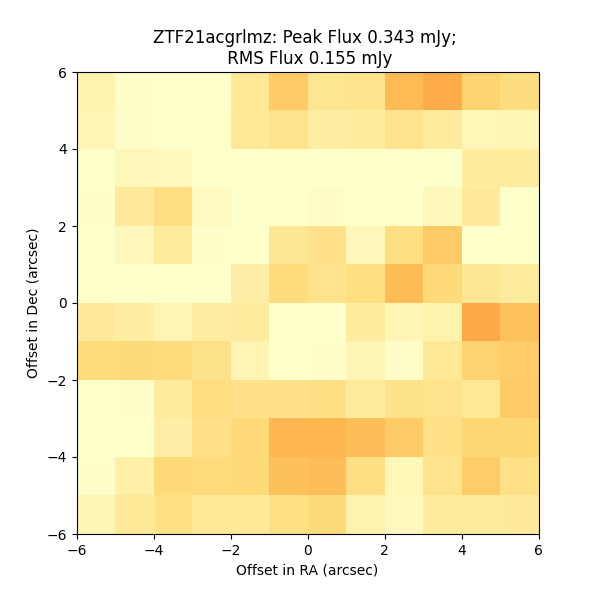 ZTF21acgrlmz: Peak Flux 0.343 mJy;
RMS Flux 0.155 mJy
6
4
2
0
−2
−4
−6
Offset in Dec (arcsec)
−6 −4 −2 0 2 4 6
Offset in RA (arcsec)